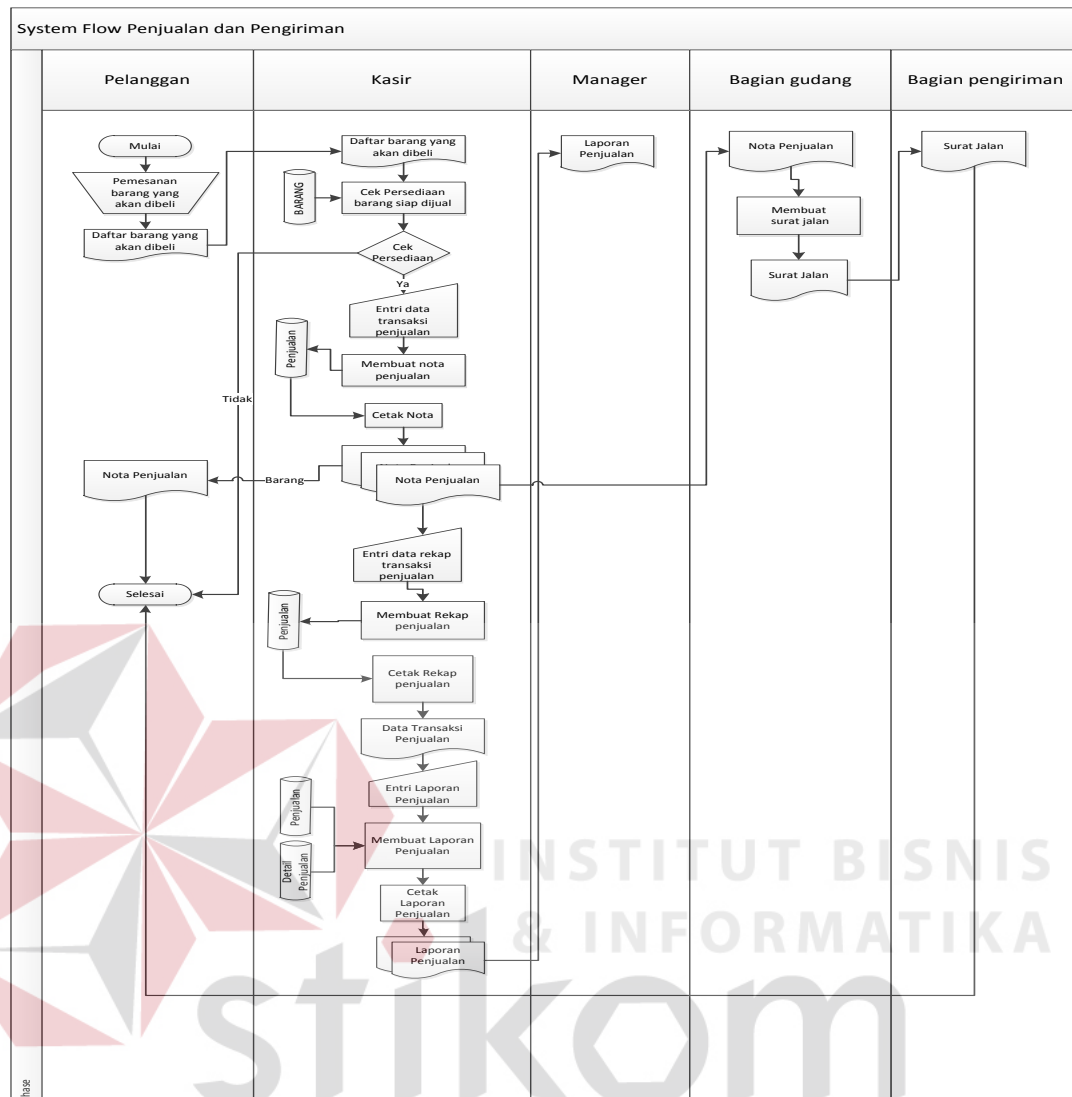 System Flow Penjualan dan Pengiriman
Pelanggan
Kasir
Manager
Bagian gudang
Bagian pengiriman
Mulai
Pemesanan
barang yang
akan dibeli
Daftar barang yang
akan dibeli
Tidak
Nota Penjualan
Selesai
Daftar barang yang
akan dibeli
BARANG
Cek Persediaan
barang siap dijual
Cek
Persediaan
Ya
Entri data
transaksi
penjualan
Penjualan
Membuat nota
penjualan
Cetak Nota
Barang
Nota Penjualan
Entri data rekap
transaksi
penjualan
Penjualan
Membuat Rekap
penjualan
Cetak Rekap
penjualan
Data Transaksi
Penjualan
Entri Laporan
Penjualan
Penjualan
Detail
Penjualan
Membuat Laporan
Penjualan
Cetak
Laporan
Penjualan
Laporan
Penjualan
Laporan
Penjualan
Nota Penjualan
Membuat
surat jalan
Surat Jalan
Surat Jalan
INSTITUT BISNIS
& INFORMATIKA
stikom